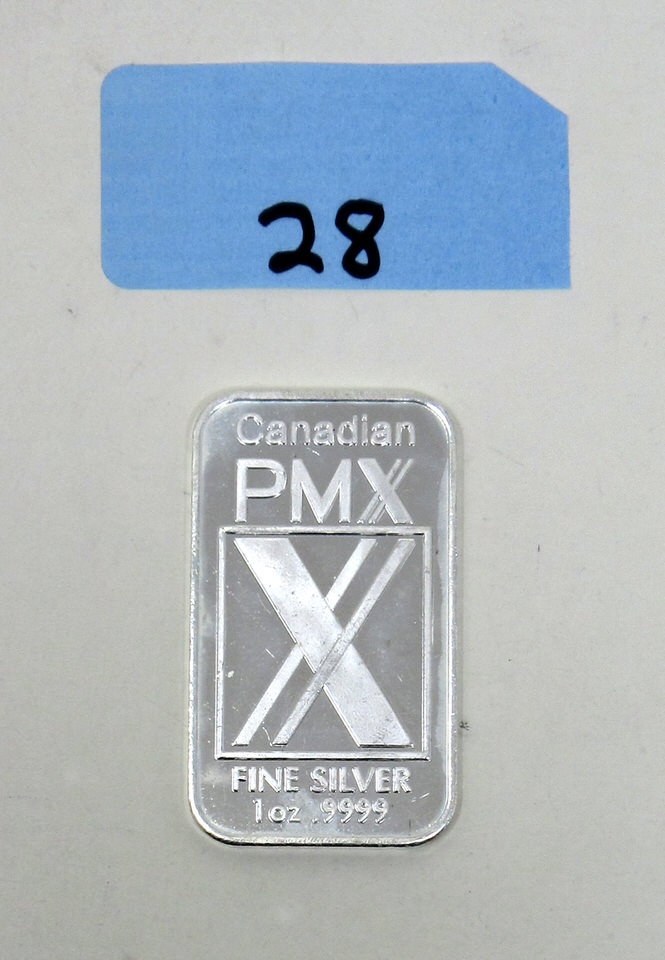 28
Canadian
PMX
X
FINE SILVER
1oz .9999